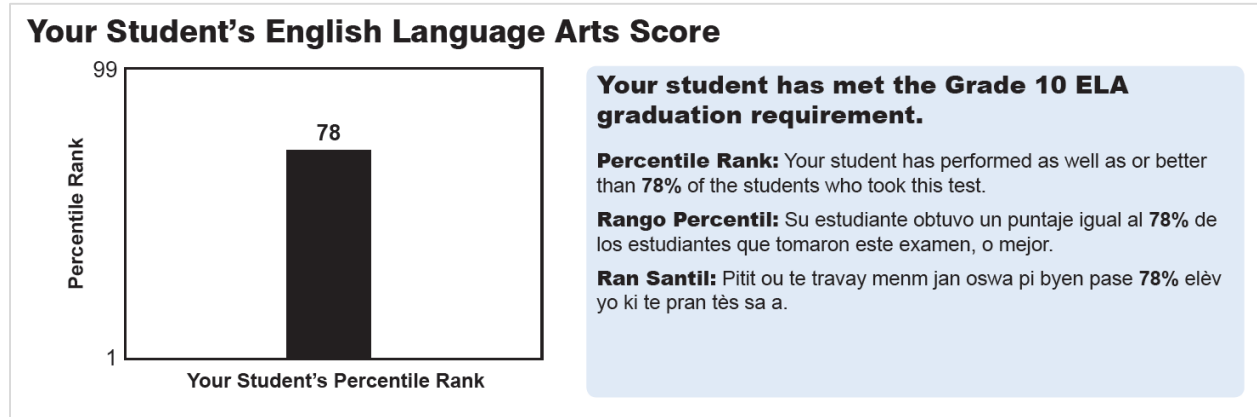 Your Student’s English Language Arts Score
99
78
Percentile Rank
1
Your Student’s Percentile Rank
Your student has met the Grade 10 ELA
graduation requirement.
Percentile Rank: Your student has performed as well as or better
than 78% of the students who took this test.
Rango Percentil: Su estudiante obtuvo un puntaje igual al 78% de
los estudiantes que tomaron este examen, o mejor.
Ran Santil: Pitit ou te travay menm jan oswa pi byen pase 78% elèv
yo ki te pran tès sa a.